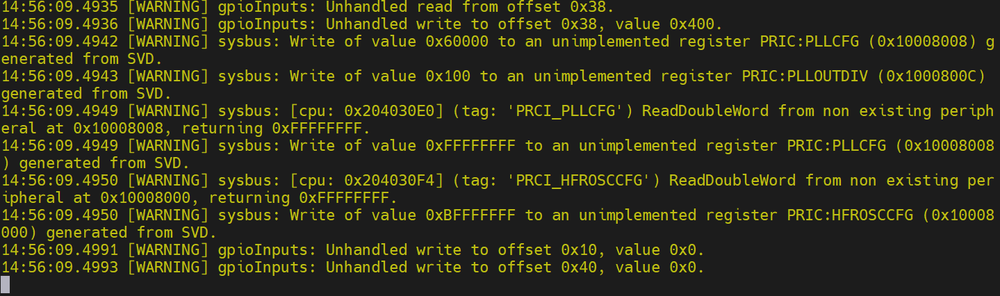 14:56:09.4935 [WARNING] gpioInputs: Unhandled read from offset 0x38.
14:56:09.4936 [WARNING] gpioInputs: Unhandled write to offset 0x38, value 0x400.
14:56:09.4942 [WARNING] sysbus: Write of value 0x60000 to an unimplemented register PRIC:PLLCFG (0x10008008) g
enerated from SVD.
14:56:09.4943 [WARNING] sysbus: Write of value 0x100 to an unimplemented register PRIC:PLLOUTDIV (0x1000800C)
generated from SVD.
14:56:09.4949 [WARNING] sysbus: [cpu: 0x204030E0] (tag: 'PRCI_PLLCFG') ReadDoubleWord from non existing periph
eral at 0x10008008, returning 0xFFFFFFFF.
14:56:09.4949 [WARNING] sysbus: Write of value 0xFFFFFFFF to an unimplemented register PRIC:PLLCFG (0x10008008
) generated from SVD.
14:56:09.4950 [WARNING] sysbus: [cpu: 0x204030F4] (tag: 'PRCI_HFROSCCFG') ReadDoubleWord from non existing per
ipheral at 0x10008000, returning 0xFFFFFFFF.
14:56:09.4950 [WARNING] sysbus: Write of value 0xBFFFFFFF to an unimplemented register PRIC:HFROSCCFG (0x10008
000) generated from SVD.
14:56:09.4991 [WARNING] gpioInputs: Unhandled write to offset 0x10, value 0x0.
14:56:09.4993 [WARNING] gpioInputs: Unhandled write to offset 0x40, value 0x0.